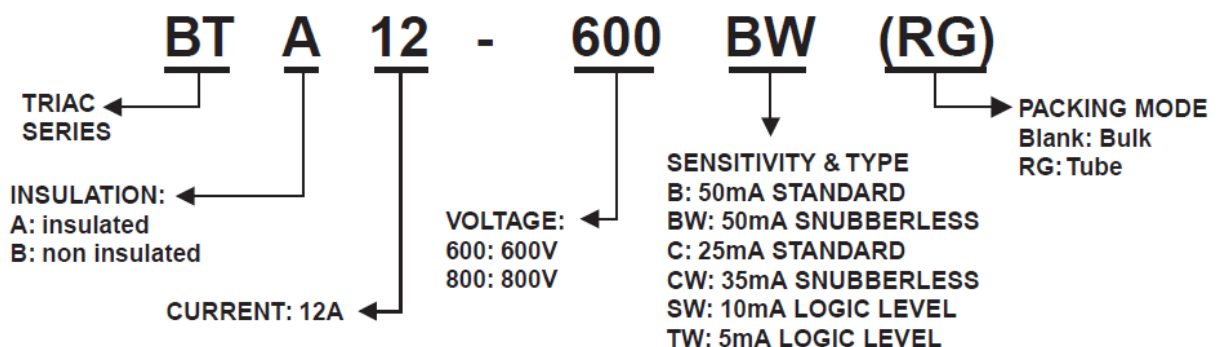 BT A 12 - 600 BW (RG)
TRIAC
SERIES
INSULATION:
A: insulated
B: non insulated
CURRENT: 12A
VOLTAGE:
600: 600V
800: 800V
SENSITIVITY & TYPE
B: 50mA STANDARD
BW: 50mA SNUBBERLESS
C: 25mA STANDARD
CW: 35mA SNUBBERLESS
SW: 10mA LOGIC LEVEL
TW: 5mA LOGIC LEVEL
PACKING MODE
Blank: Bulk
RG: Tube